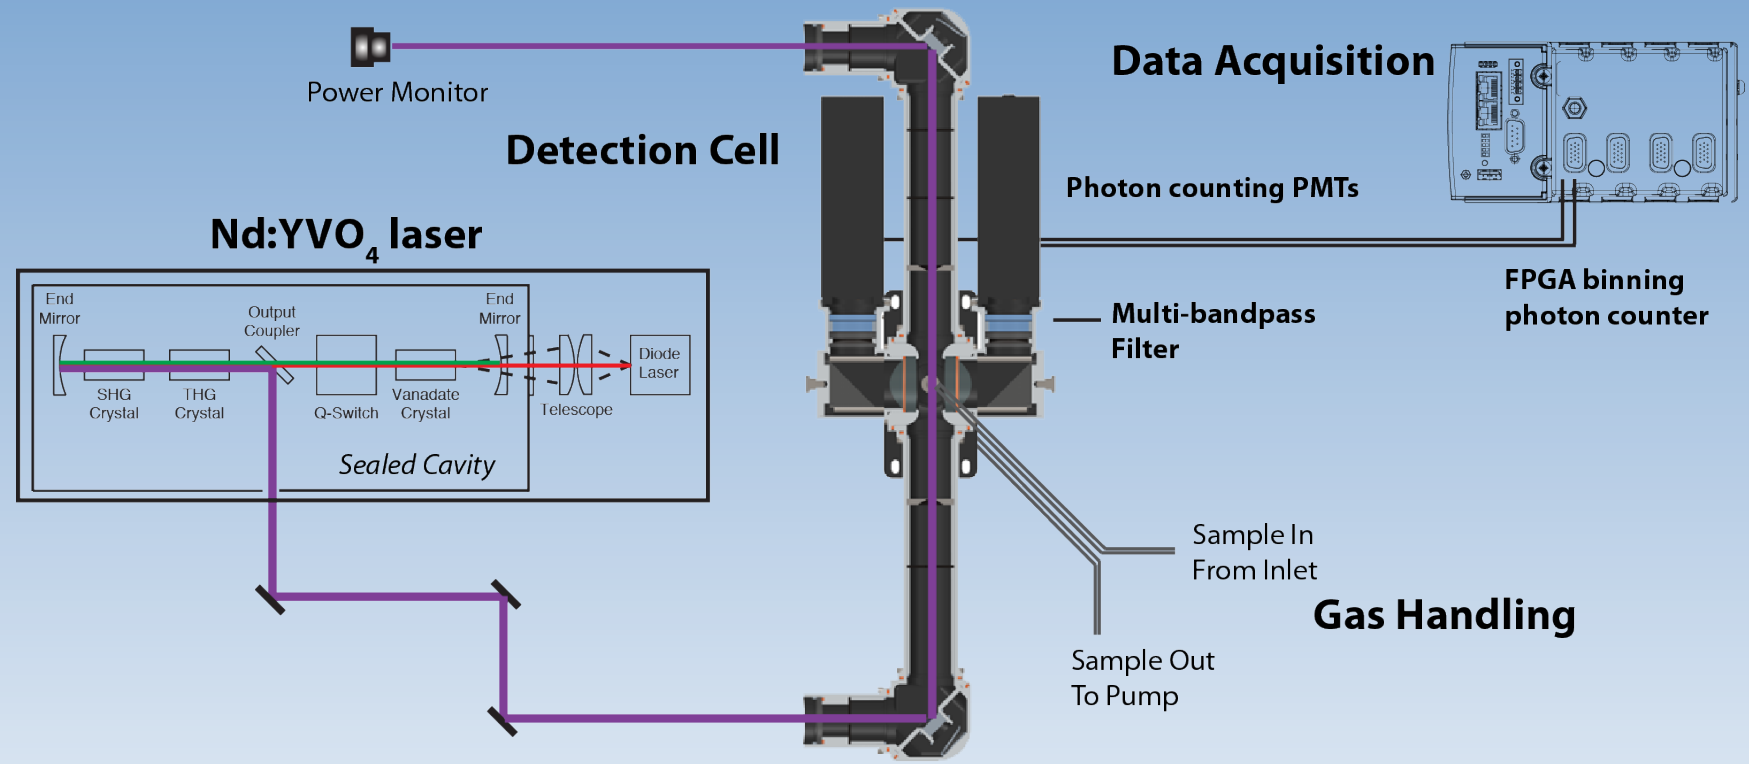 Power Monitor
Detection Cell
Data Acquisition
Photon counting PMTs
FPGA binning
photon counter
Multi-bandpass
Filter
Nd:YVO4 laser
End
Mirror
Output
Coupler
End
Mirror
Diode
Laser
SHG
Crystal
THG
Crystal
Q-Switch
Vanadate
Crystal
Telescope
Sealed Cavity
Sample In
From Inlet
Gas Handling
Sample Out
To Pump